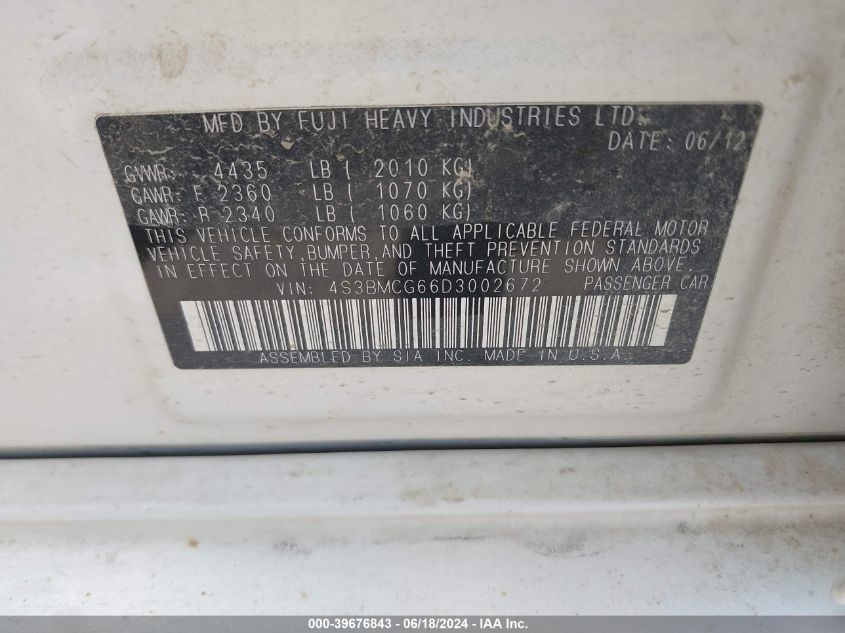 MFD BY FUJI HEAVY INDUSTRIES LTD.
DATE: 06/12
GVWR: 4435 LB ( 2010 KG)
GAWR: F 2360 LB ( 1070 KG)
GAWR: R 2340 LB ( 1060 KG)
THIS VEHICLE CONFORMS TO ALL APPLICABLE FEDERAL MOTOR
VEHICLE SAFETY, BUMPER, AND THEFT PREVENTION STANDARDS
IN EFFECT ON THE DATE OF MANUFACTURE SHOWN ABOVE.
VIN: 4S3BMCG66D3002672 PASSENGER CAR
ASSEMBLED BY SIA INC. MADE IN U.S.A.
000-39676843 - 06/18/2024 - IAAI Inc.